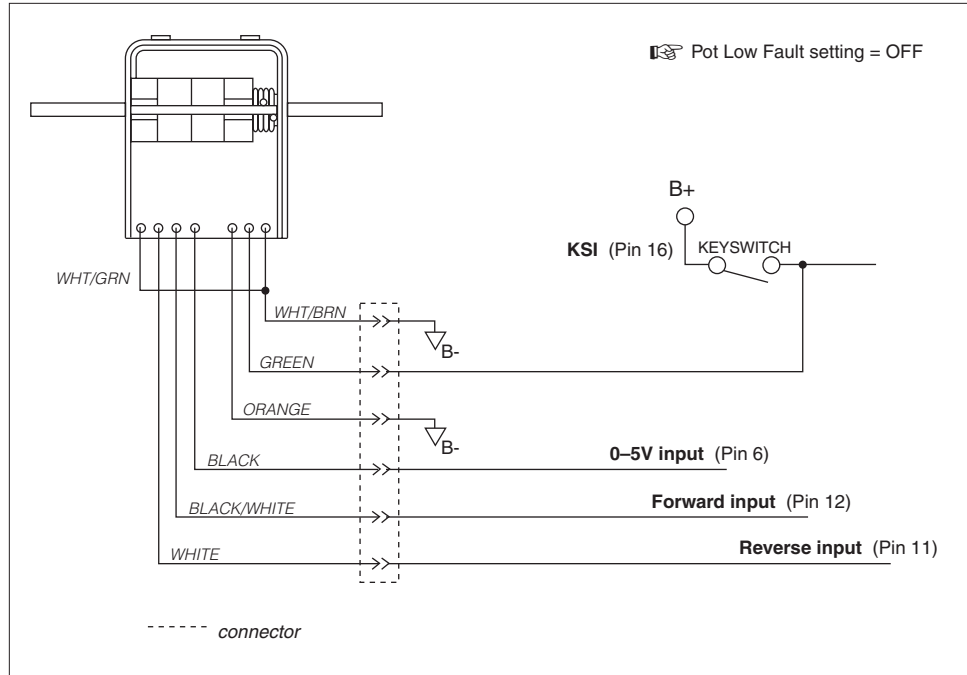 ☞ Pot Low Fault setting = OFF
B+
KSI (Pin 16)
KEYSWITCH
WHT/GRN
WHT/BRN
B-
GREEN
ORANGE
B-
BLACK
0–5V input (Pin 6)
BLACK/WHITE
Forward input (Pin 12)
WHITE
Reverse input (Pin 11)
connector